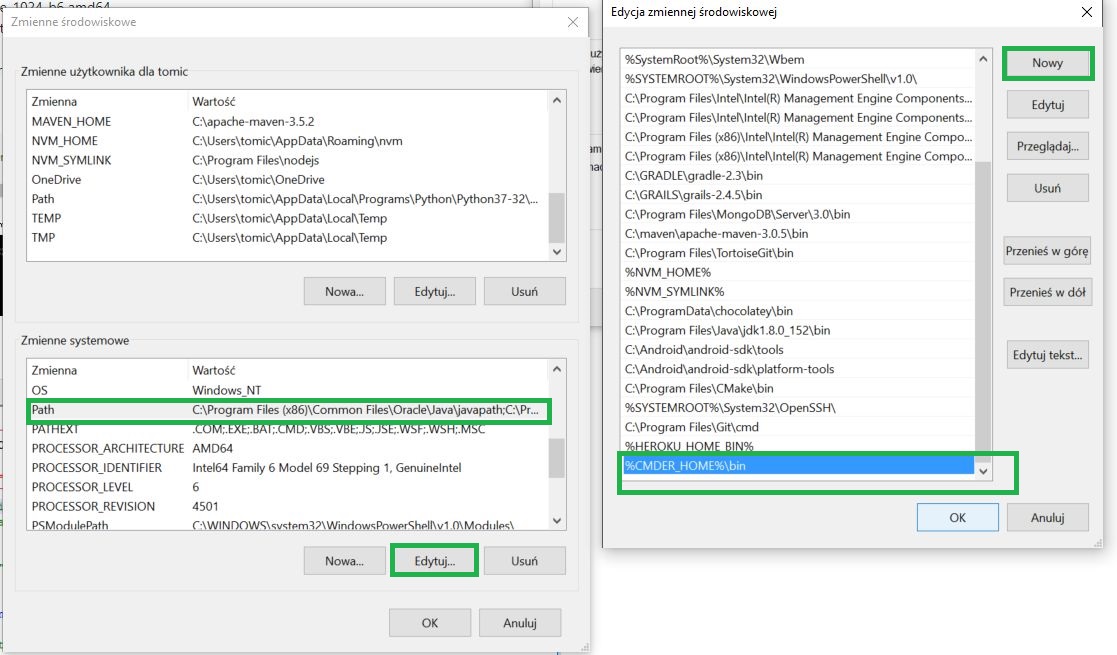 Zmienne środowiskowe
Zmienne użytkownika dla tomic
Zmienna Wartość
MAVEN_HOME C:\apache-maven-3.5.2
NVM_HOME C:\Users\tomic\AppData\Roaming\nvm
NVM_SYMLINK C:\Program Files\nodejs
OneDrive C:\Users\tomic\OneDrive
Path C:\Users\tomic\AppData\Local\Programs\Python\Python37-32\...
TEMP C:\Users\tomic\AppData\Local\Temp
TMP C:\Users\tomic\AppData\Local\Temp
Nowa... Edytuj... Usuń
Zmienne systemowe
Zmienna Wartość
OS Windows_NT
Path C:\Program Files (x86)\Common Files\Oracle\Java\javapath;C:\Pr...
PATHEXT .COM;.EXE;.BAT;.CMD;.VBS;.VBE;.JS;.JSE;.WSF;.WSH;.MSC
PROCESSOR_ARCHITECTURE AMD64
PROCESSOR_IDENTIFIER Intel64 Family 6 Model 69 Stepping 1, GenuineIntel
PROCESSOR_LEVEL 6
PROCESSOR_REVISION 4501
PSModulePath C:\WINDOWS\system32\WindowsPowerShell\v1.0\Modules\
Nowa... Edytuj... Usuń
OK Anuluj
Edycja zmiennej środowiskowej
%SystemRoot%\System32\Wbem
%SYSTEMROOT%\System32\WindowsPowerShell\v1.0\
C:\Program Files\Intel\Intel(R) Management Engine Components...
C:\Program Files (x86)\Intel\Intel(R) Management Engine Compo...
C:\Program Files\Intel\Intel(R) Management Engine Components...
C:\Program Files (x86)\Intel\Intel(R) Management Engine Compo...
C:\GRADLE\gradle-2.3\bin
C:\GRAILS\grails-2.4.5\bin
C:\Program Files\MongoDB\Server\3.0\bin
C:\maven\apache-maven-3.0.5\bin
C:\Program Files\TortoiseGit\bin
%NVM_HOME%
%NVM_SYMLINK%
C:\ProgramData\chocolatey\bin
C:\Program Files\Java\jdk1.8.0_152\bin
C:\Android\android-sdk\tools
C:\Android\android-sdk\platform-tools
C:\Program Files\CMake\bin
%SYSTEMROOT%\System32\OpenSSH\
C:\Program Files\Git\cmd
%HEROKU_HOME_BIN%
%CMDER_HOME%\bin
Nowy
Edytuj
Przeglądaj...
Usuń
Przenieś w górę
Przenieś w dół
Edytuj tekst...
OK Anuluj